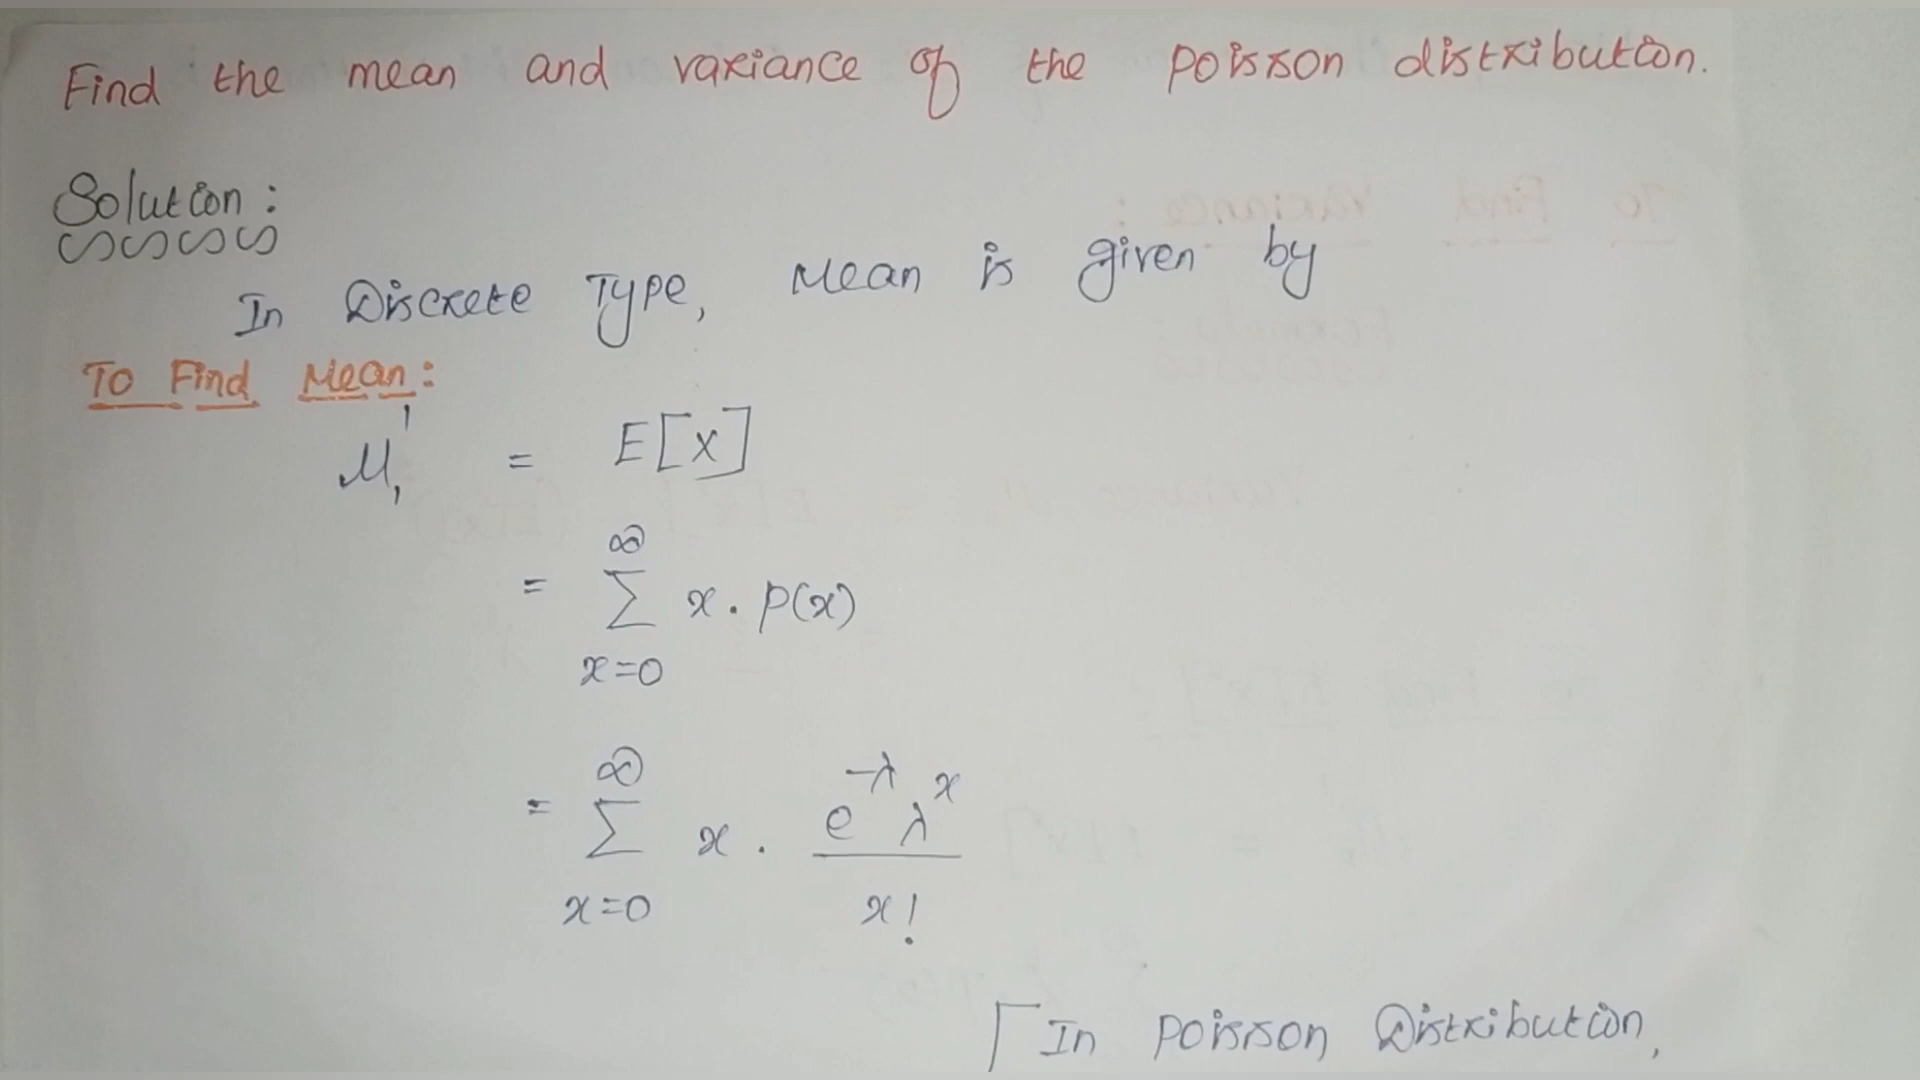 Find the mean and variance of the poisson distribution.
Solution:
In Discrete Type, Mean is given by
To Find Mean:
μ₁' = E[X]
= ∞ Σ x=0 x . P(x)
= ∞ Σ x=0 x . e^-λ λ^x / x!
[In poisson Distribution,